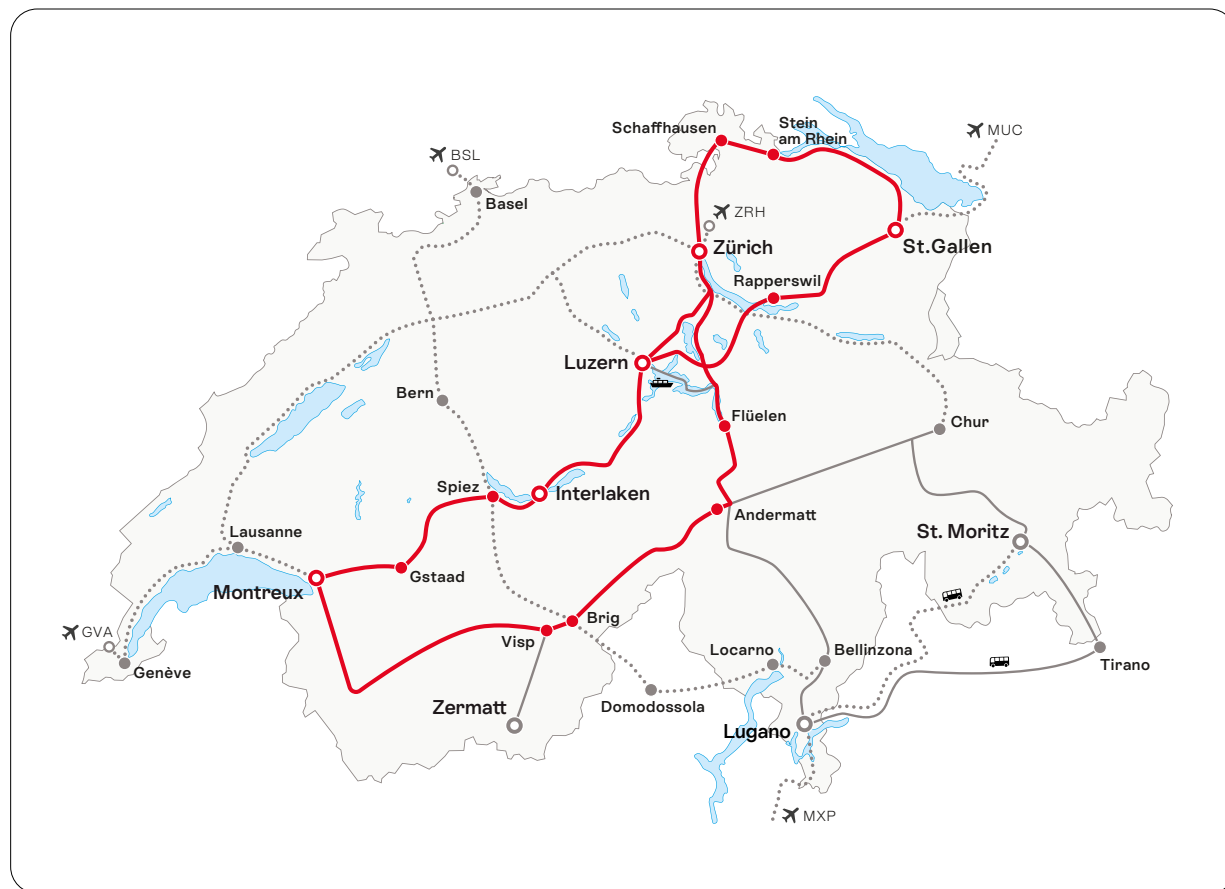 Schaffhausen
Stein
am Rhein
MUC
BSL
Basel
ZRH
Zürich
St.Gallen
Rapperswil
Luzern
Bern
Flüelen
Chur
Spiez
Interlaken
Andermatt
Lausanne
St. Moritz
Gstaad
Montreux
Brig
GVA
Visp
Locarno
Bellinzona
Genève
Tirano
Zermatt
Domodossola
Lugano
MXP